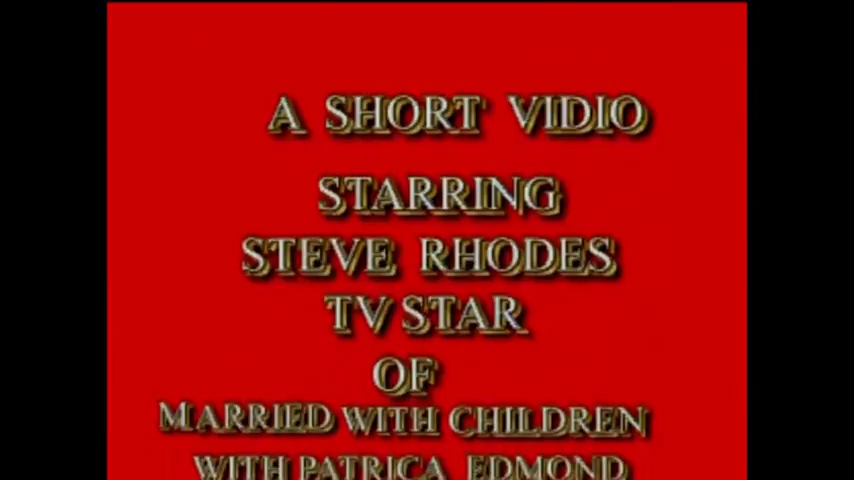 A SHORT VIDIO
STARRING
STEVE RHODES
TV STAR
OF
MARRIED WITH CHILDREN
WITH PATRICA EDMOND